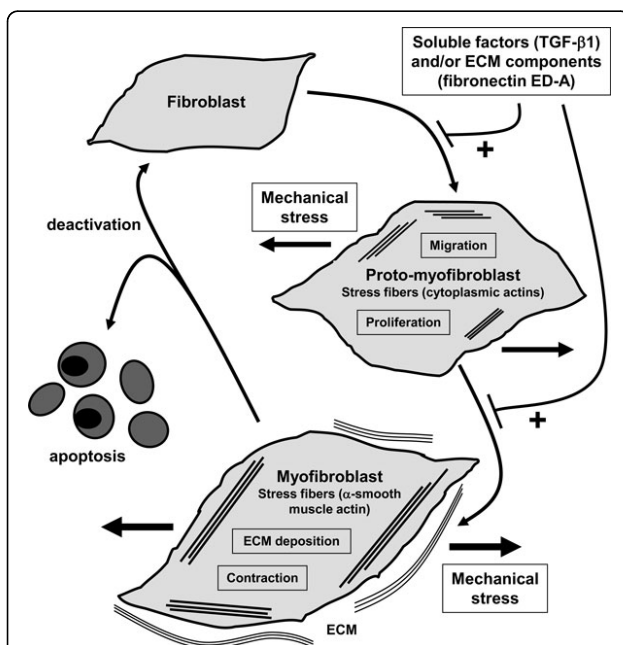 Soluble factors (TGF-β1)
and/or ECM components
(fibronectin ED-A)
Fibroblast
+
Mechanical
stress
deactivation
Migration
Proto-myofibroblast
Stress fibers (cytoplasmic actins)
Proliferation
+
apoptosis
Myofibroblast
Stress fibers (α-smooth
muscle actin)
ECM deposition
Contraction
Mechanical
stress
ECM